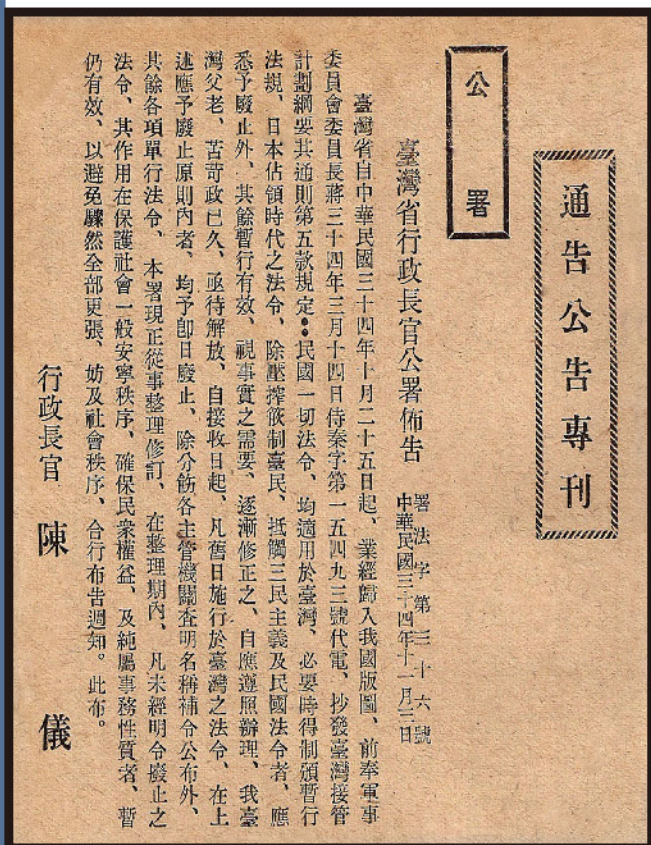 通告公告專刊
公署
臺灣省行政長官公署佈告
署法字第三十六號
中華民國三十四年十一月三日
臺灣省自中華民國三十四年十月二十五日起、業經歸入我國版圖、前奉軍事
委員會委員長蔣三十四年三月十四日侍秦字第一五四九三號代電、抄發臺灣接管
計劃綱要其通則第五款規定：民國一切法令、均適用於臺灣、必要時得制頒暫行
法規、日本佔領時代之法令、除壓搾箝制臺民、抵觸三民主義及民國法令者、應
悉予廢止外、其餘暫行有效、視事實之需要、逐漸修正之、自應遵照辦理、我臺
灣父老、苦苛政已久、亟待解放、自接收日起、凡舊日施行於臺灣之法令、在上
述應予廢止原則內者、均予卽日廢止、除分飭各主管機關查明名稱補令公布外、
其餘各項單行法令、本署現正從事整理修訂、在整理期內、凡未經明令廢止之
法令、其作用在保護社會一般安寧秩序、確保民衆權益、及純屬事務性質者、暫
仍有效、以避免驟然全部更張、妨及社會秩序、合行布告週知。此布。
行政長官 陳儀